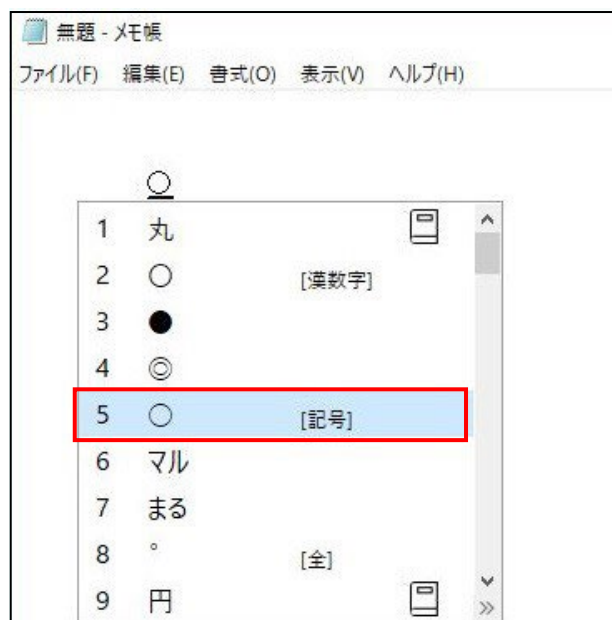 無題 - メモ帳
ファイル(F) 編集(E) 書式(O) 表示(V) ヘルプ(H)
○
1 丸
2 〇 [漢数字]
3 ●
4 ◎
5 ○ [記号]
6 マル
7 まる
8 ゜ [全]
9 円